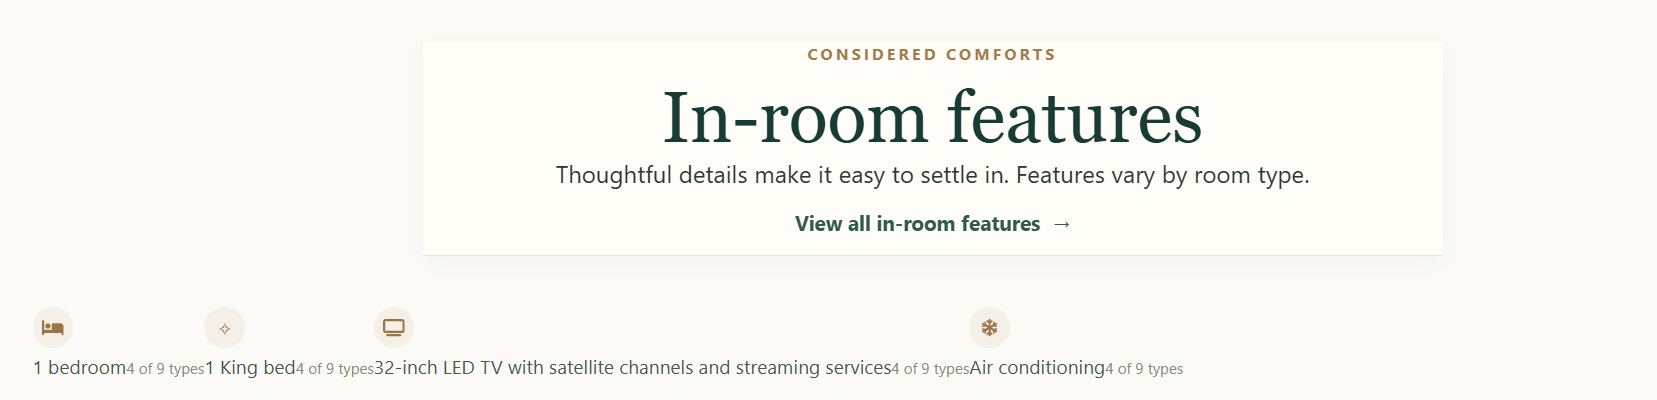 CONSIDERED COMFORTS
In-room features
Thoughtful details make it easy to settle in. Features vary by room type.
View all in-room features →
1 bedroom4 of 9 types1 King bed4 of 9 types32-inch LED TV with satellite channels and streaming services4 of 9 typesAir conditioning4 of 9 types